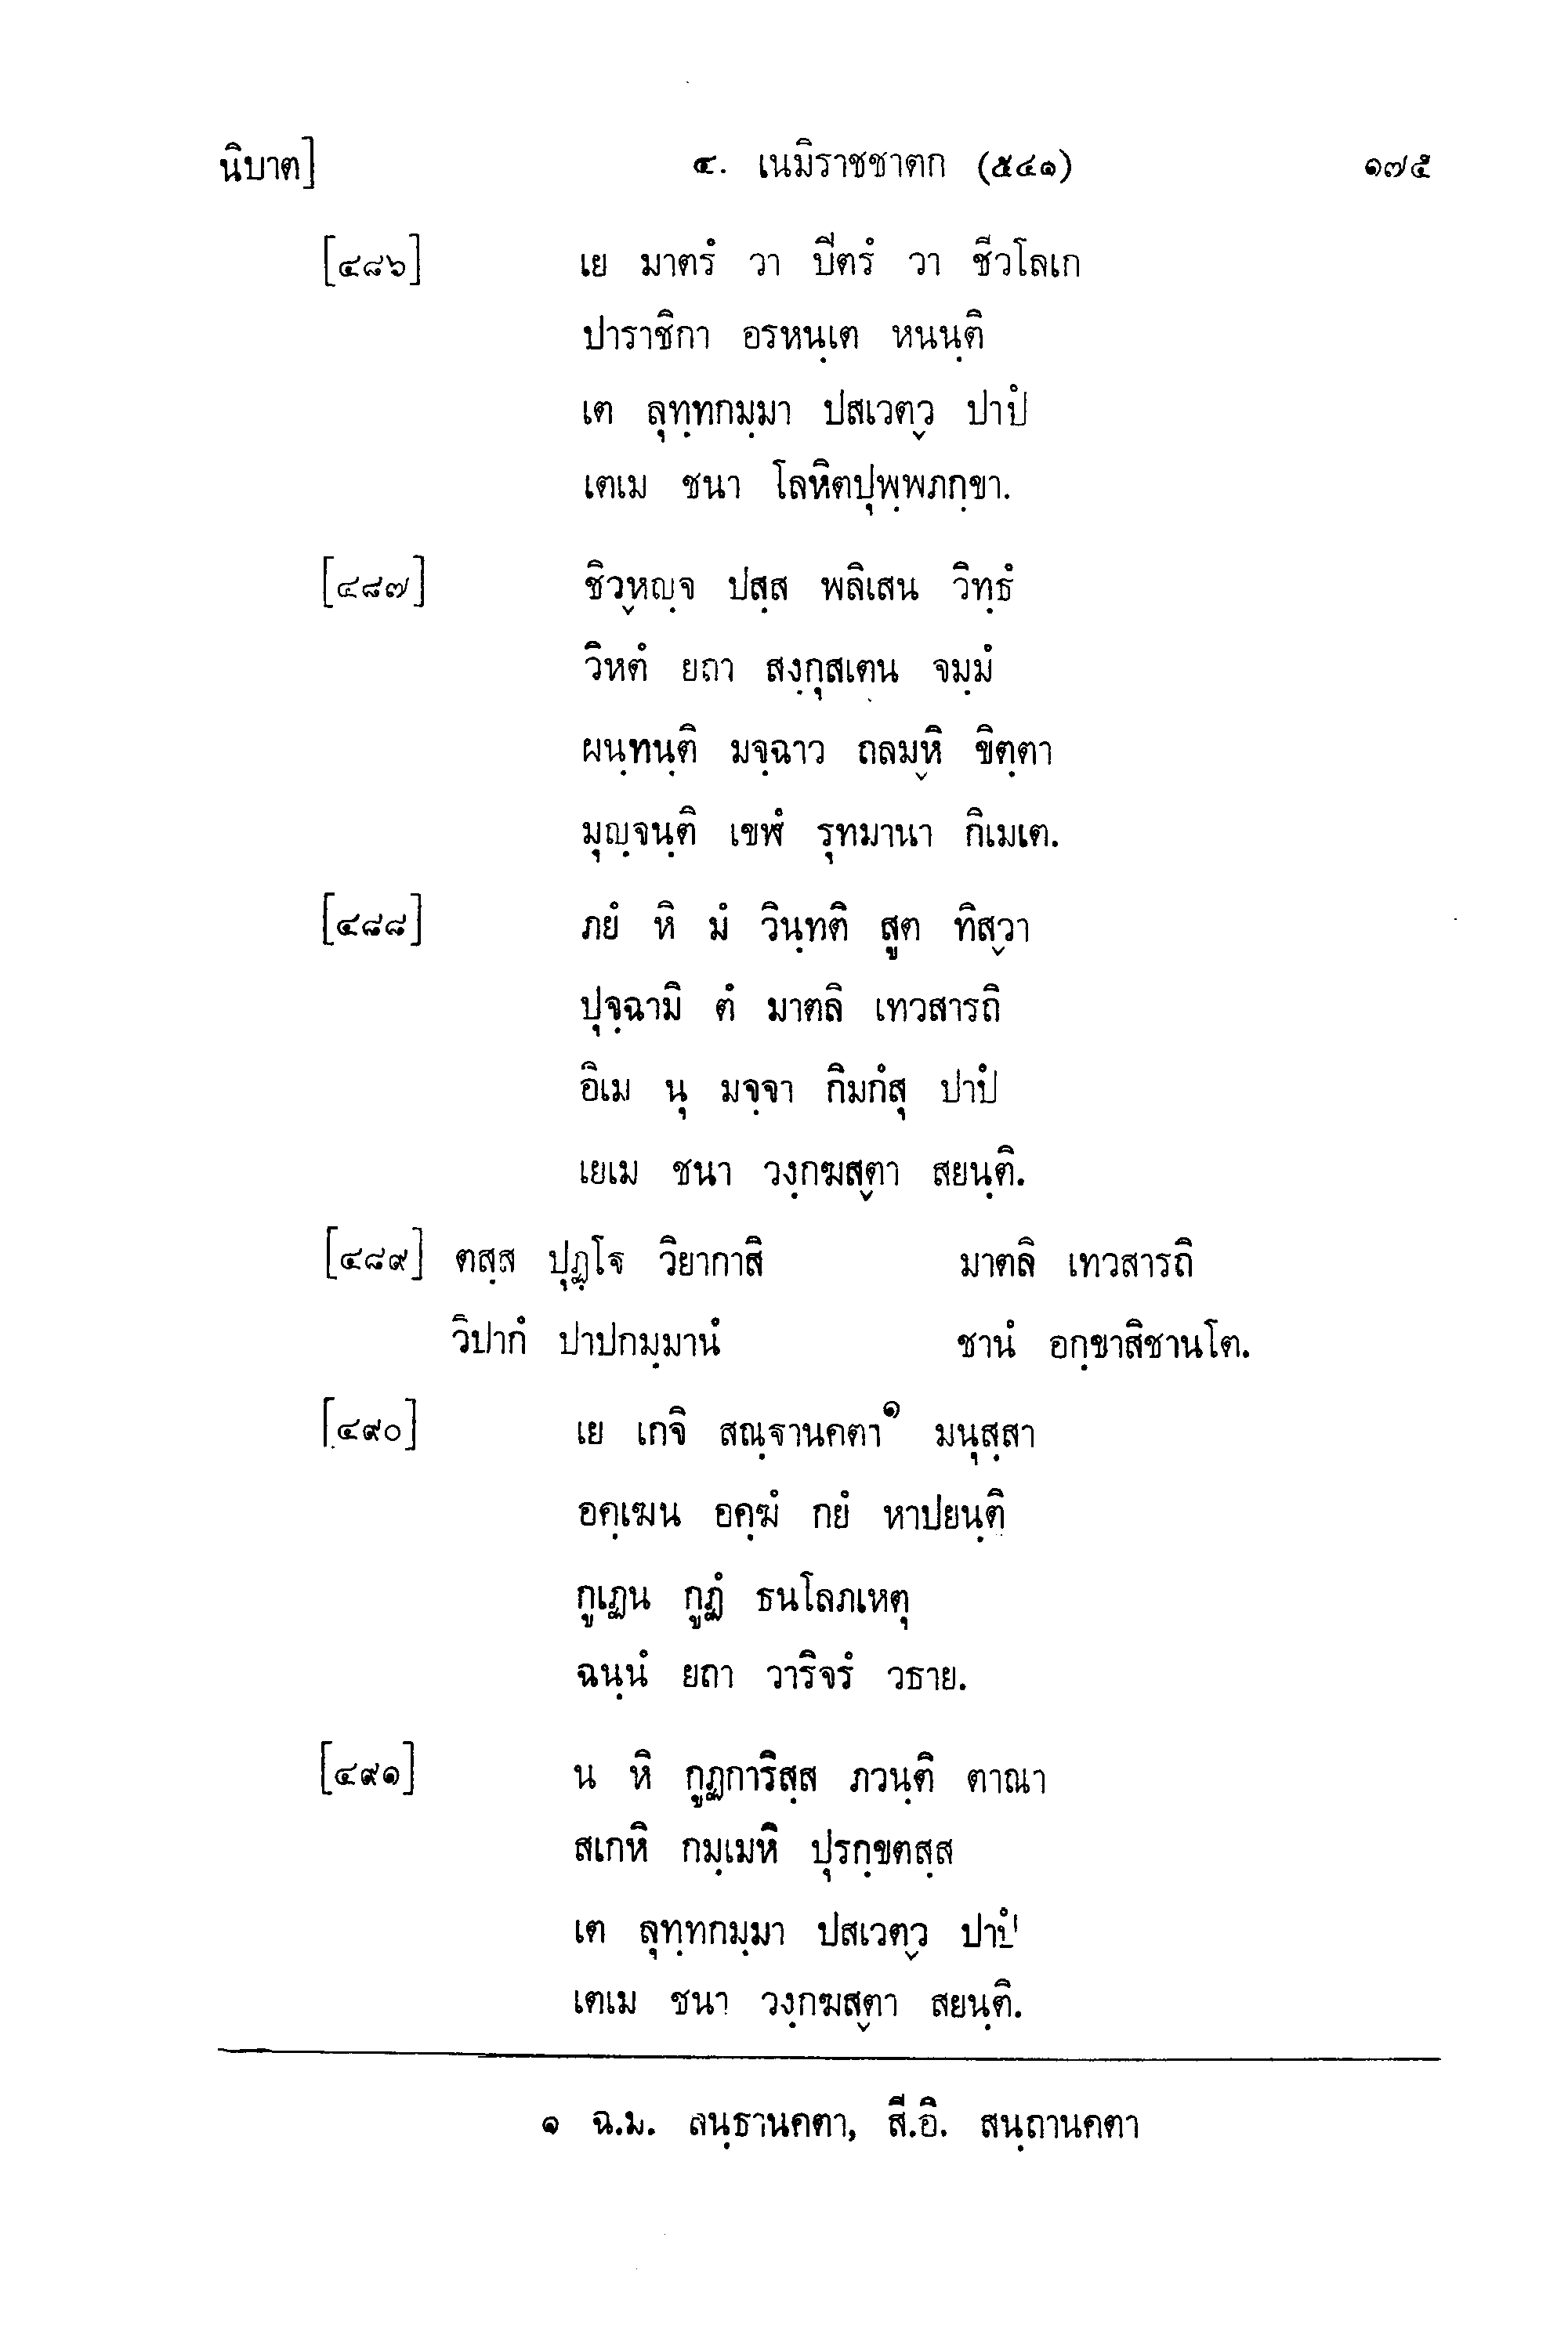 นิบาต] ๔. เนมิราชชาตก (๕๔๑) ๑๗๕
[๔๘๖] เย มาตรํ วา ปิตรํ วา ชีวโลเก
ปาราชิกา อรหนฺเต หนนฺติ
เต ลุทฺทกมฺมา ปสเวต๎ว ปาปํ
เตเม ชนา โลหิตปุพฺพภกฺขา.
[๔๘๗] ชิว๎หญฺจ ปสฺส พลิเสน วิทฺธํ
วิหตํ ยถา สงฺกุสเตน จมฺมํ
ผนฺทนฺติ มจฺฉาว ถลม๎หิ ขิตฺตา
มุญฺจนฺติ เขฬํ รุทมานา กิเมเต.
[๔๘๘] ภยํ หิ มํ วินฺทติ สูต ทิส๎วา
ปุจฺฉามิ ตํ มาตลิ เทวสารถิ
อิเม นุ มจฺจา กิมกํสุ ปาปํ
เยเม ชนา วงฺกฆส๎ตา สยนฺติ.
[๔๘๙] ตสฺส ปุฏฺโฐ วิยากาสิ มาตลิ เทวสารถิ
วิปากํ ปาปกมฺมานํ ชานํ อกฺขาสิชานโต.
[๔๙๐] เย เกจิ สณฺฐานคตา๑ มนุสฺสา
อคฺเฆน อคฺฆํ กยํ หาปยนฺติ
กูเฏน กูฏํ ธนโลภเหตุ
ฉนฺนํ ยถา วาริจรํ วธาย.
[๔๙๑] น หิ กูฏการิสฺส ภวนฺติ ตาณา
สเกหิ กมฺเมหิ ปุรกฺขตสฺส
เต ลุทฺทกมฺมา ปสเวต๎ว ปาปํ
เตเม ชนา วงฺกฆส๎ตา สยนฺติ.
๑ ฉ.ม. สนฺธานคตา, สี.อิ. สนฺถานคตา